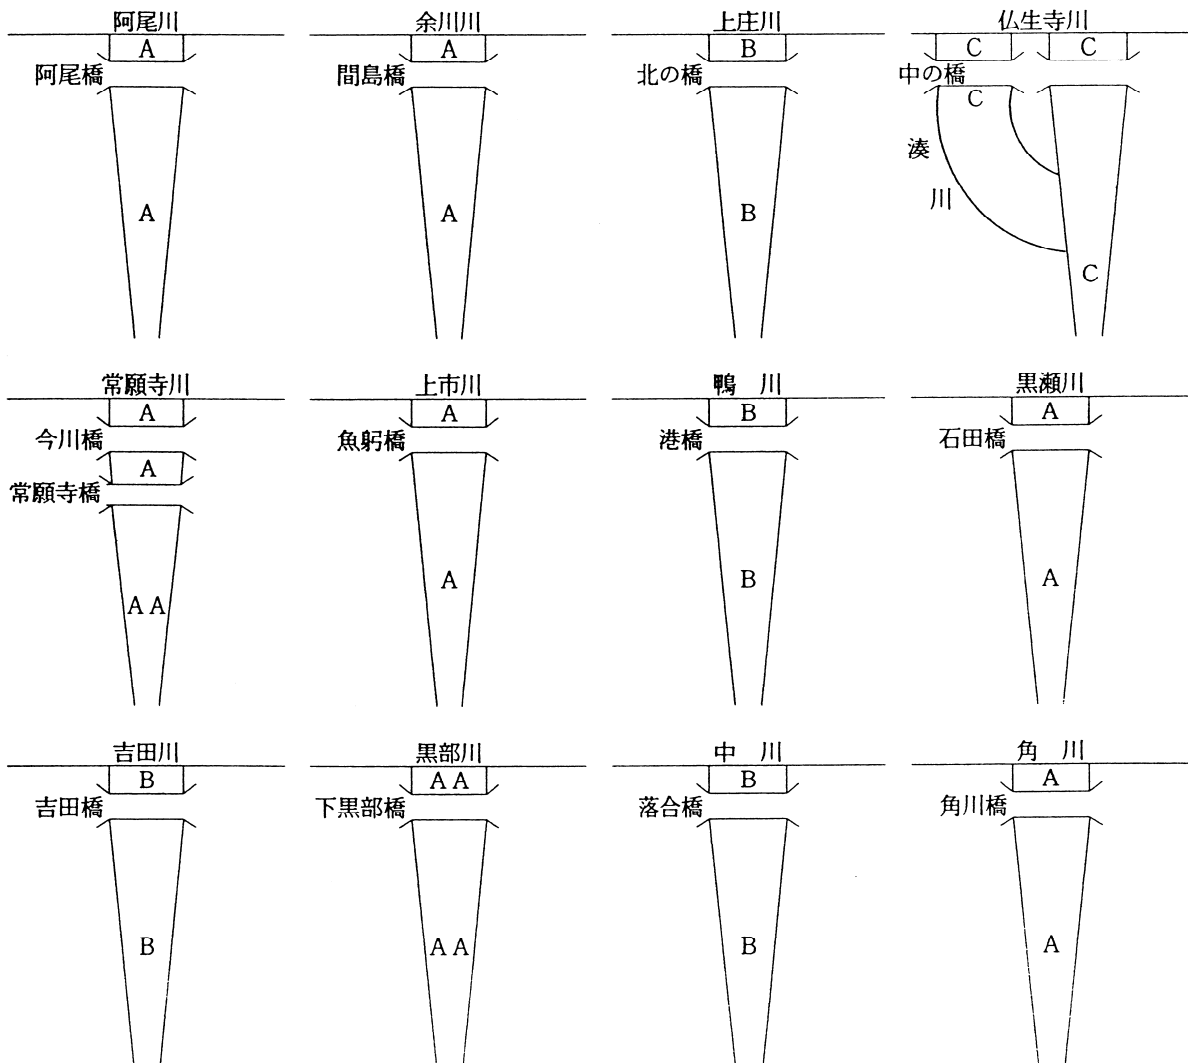 阿尾川 余川川 上庄川 仏生寺川
A A B C C
阿尾橋 間島橋 北の橋 中の橋
C
湊川
A A B
C
常願寺川 上市川 鴨 川 黒瀬川
A A B A
今川橋 魚躬橋 港橋 石田橋
A
常願寺橋
A B A
AA
吉田川 黒部川 中 川 角 川
B AA B A
吉田橋 下黒部橋 落合橋 角川橋
B AA B A